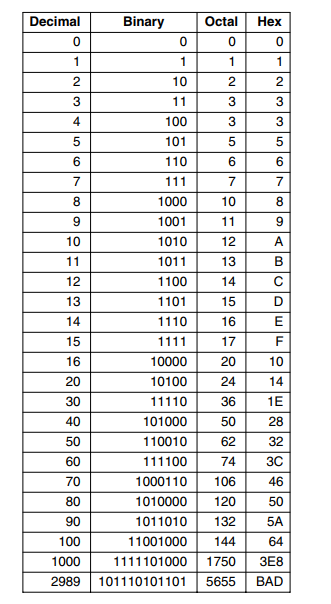 Decimal Binary Octal Hex
0 0 0 0
1 1 1 1
2 10 2 2
3 11 3 3
4 100 3 3
5 101 5 5
6 110 6 6
7 111 7 7
8 1000 10 8
9 1001 11 9
10 1010 12 A
11 1011 13 B
12 1100 14 C
13 1101 15 D
14 1110 16 E
15 1111 17 F
16 10000 20 10
20 10100 24 14
30 11110 36 1E
40 101000 50 28
50 110010 62 32
60 111100 74 3C
70 1000110 106 46
80 1010000 120 50
90 1011010 132 5A
100 11001000 144 64
1000 1111101000 1750 3E8
2989 101110101101 5655 BAD